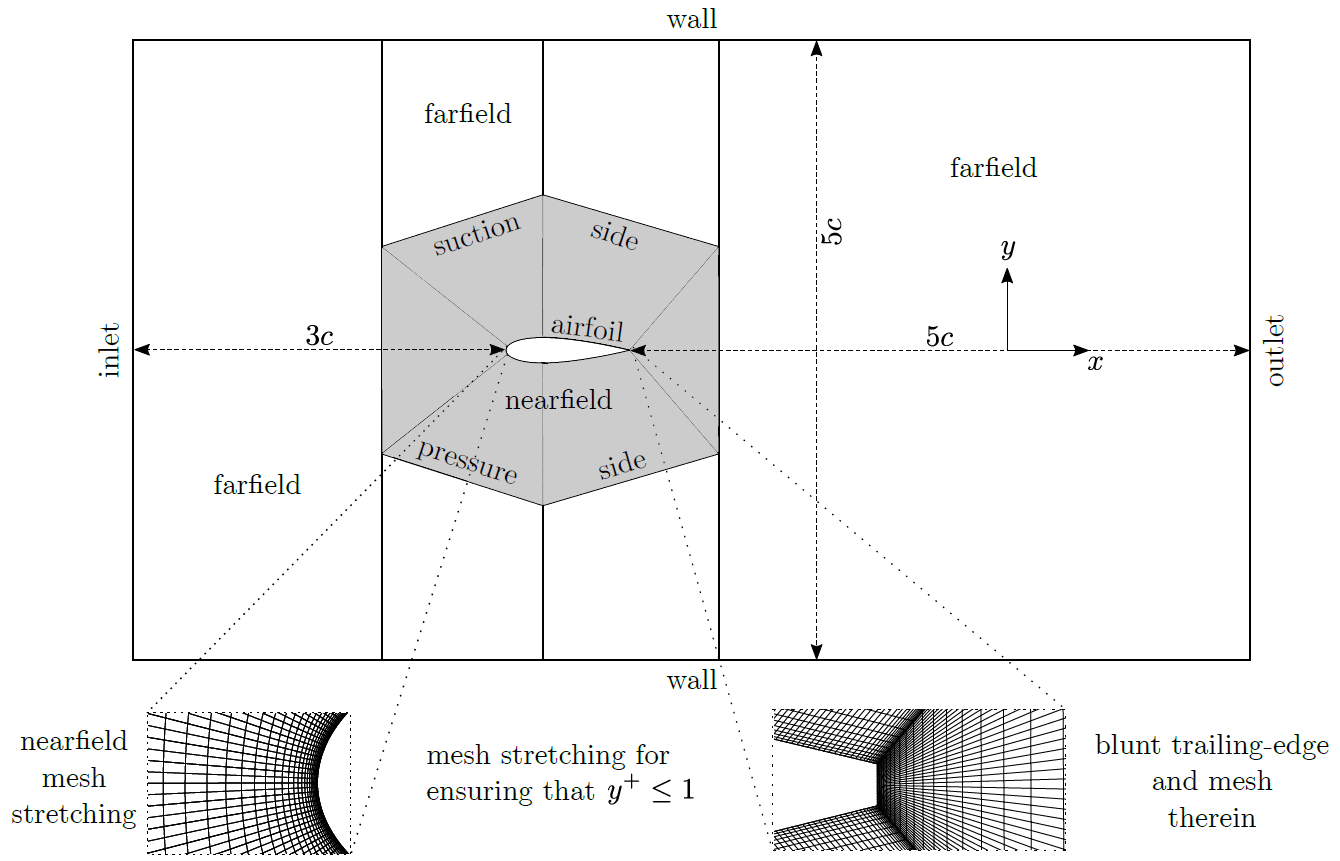 wall
farfield
farfield
suction
side
5c
y
inlet
3c
airfoil
5c
x
outlet
nearfield
pressure
side
farfield
wall
nearfield
mesh
stretching
mesh stretching for
ensuring that y⁺ ≤ 1
blunt trailing-edge
and mesh
therein